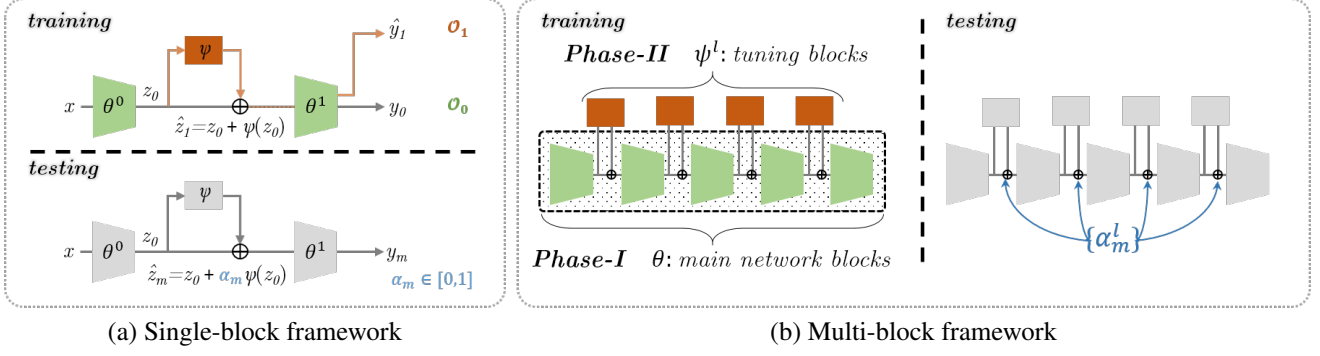 training
ψ
ŷ₁
𝒪₁
x
θ⁰
z₀
θ¹
y₀
𝒪₀
ẑ₁=z₀ + ψ(z₀)
testing
ψ
x
θ⁰
z₀
θ¹
yₘ
ẑₘ=z₀ + αₘψ(z₀)
αₘ ∈ [0,1]
(a) Single-block framework
training
Phase-II ψˡ: tuning blocks
Phase-I θ: main network blocks
testing
{αₘˡ}
(b) Multi-block framework